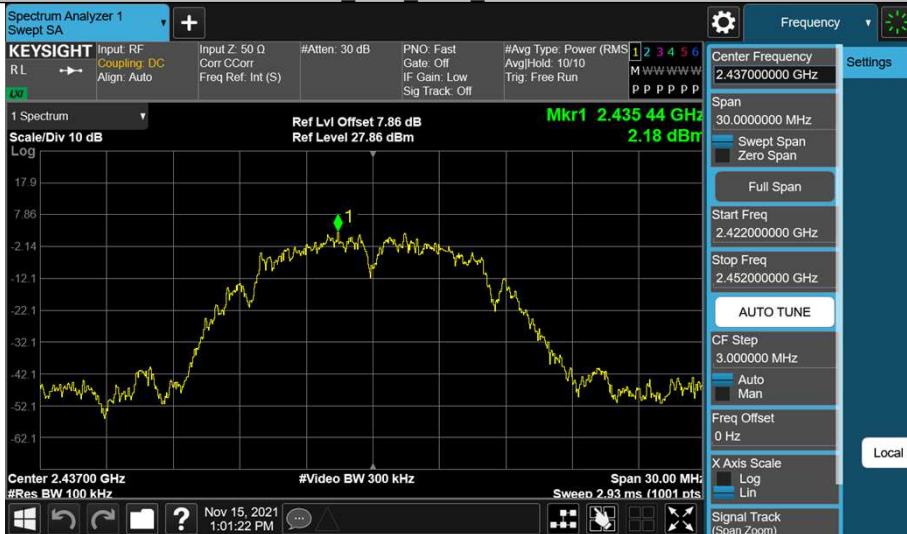 Spectrum Analyzer 1
Swept SA
Frequency
KEYSIGHT
RL
LXI
Input: RF
Coupling: DC
Align: Auto
Input Z: 50 Ω
Corr CCorr
Freq Ref: Int (S)
#Atten: 30 dB
PNO: Fast
Gate: Off
IF Gain: Low
Sig Track: Off
#Avg Type: Power (RMS
Avg|Hold: 10/10
Trig: Free Run
1 2 3 4 5 6
M W W W W W
P P P P P P
1 Spectrum
Scale/Div 10 dB
Log
Ref Lvl Offset 7.86 dB
Ref Level 27.86 dBm
Mkr1 2.435 44 GHz
2.18 dBm
17.9
7.86
-2.14
-12.1
-22.1
-32.1
-42.1
-52.1
-62.1
1
Center 2.43700 GHz
#Res BW 100 kHz
#Video BW 300 kHz
Span 30.00 MHz
Sweep 2.93 ms (1001 pts
Nov 15, 2021
1:01:22 PM
Center Frequency
2.437000000 GHz
Span
30.0000000 MHz
Swept Span
Zero Span
Full Span
Start Freq
2.422000000 GHz
Stop Freq
2.452000000 GHz
AUTO TUNE
CF Step
3.000000 MHz
Auto
Man
Freq Offset
0 Hz
X Axis Scale
Log
Lin
Signal Track
(Span Zoom)
Settings
Local